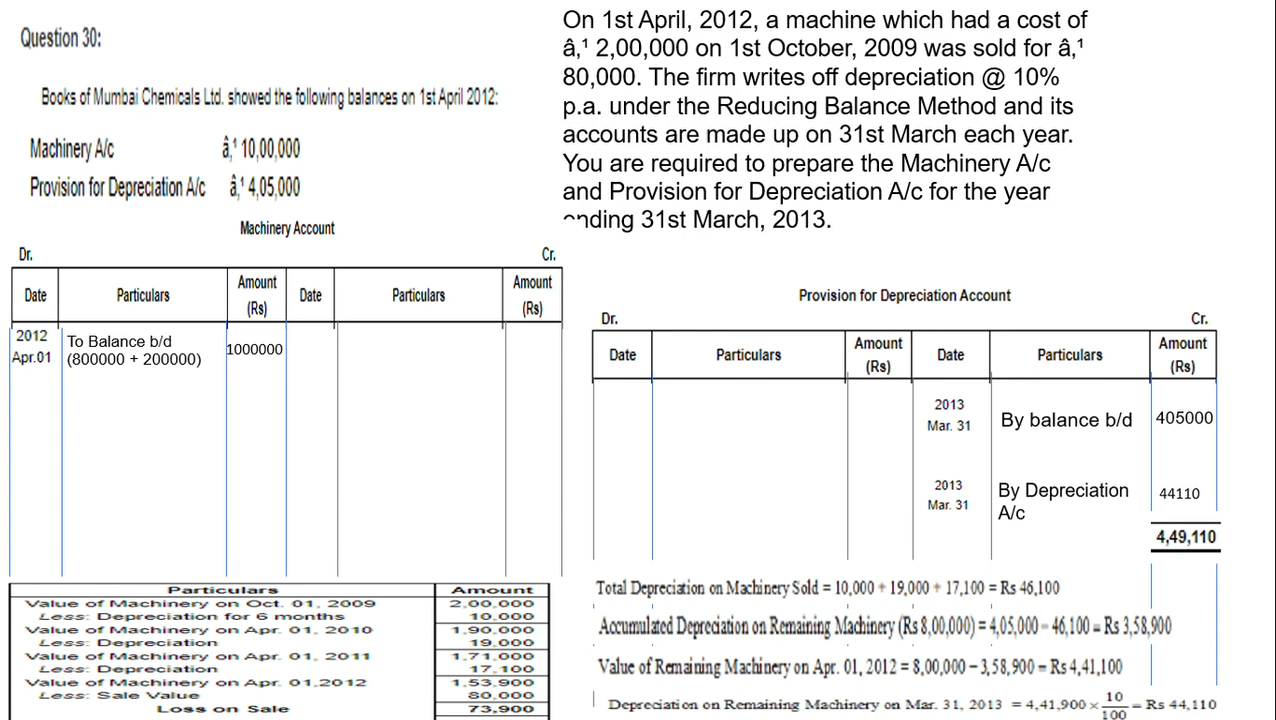 Question 30:
Books of Mumbai Chemicals Ltd. showed the following balances on 1st April 2012:
Machinery A/c â‚¹ 10,00,000
Provision for Depreciation A/c â‚¹ 4,05,000
On 1st April, 2012, a machine which had a cost of
â‚¹ 2,00,000 on 1st October, 2009 was sold for â‚¹
80,000. The firm writes off depreciation @ 10%
p.a. under the Reducing Balance Method and its
accounts are made up on 31st March each year.
You are required to prepare the Machinery A/c
and Provision for Depreciation A/c for the year
ending 31st March, 2013.
Machinery Account
Dr. Cr.
Date Particulars Amount (Rs) Date Particulars Amount (Rs)
2012
Apr.01
To Balance b/d
(800000 + 200000)
1000000
Provision for Depreciation Account
Dr. Cr.
Date Particulars Amount (Rs) Date Particulars Amount (Rs)
2013
Mar. 31
By balance b/d
405000
2013
Mar. 31
By Depreciation
A/c
44110
4,49,110
Particulars Amount
Value of Machinery on Oct. 01, 2009 2,00,000
Less: Depreciation for 6 months 10,000
Value of Machinery on Apr. 01, 2010 1,90,000
Less: Depreciation 19,000
Value of Machinery on Apr. 01, 2011 1,71,000
Less: Depreciation 17,100
Value of Machinery on Apr. 01,2012 1,53,900
Less: Sale Value 80,000
Loss on Sale 73,900
Total Depreciation on Machinery Sold = 10,000 + 19,000 + 17,100 = Rs 46,100
Accumulated Depreciation on Remaining Machinery (Rs 8,00,000) = 4,05,000 − 46,100 = Rs 3,58,900
Value of Remaining Machinery on Apr. 01, 2012 = 8,00,000 − 3,58,900 = Rs 4,41,100
Depreciation on Remaining Machinery on Mar. 31, 2013 = 4,41,900 × 10/100 = Rs 44,110